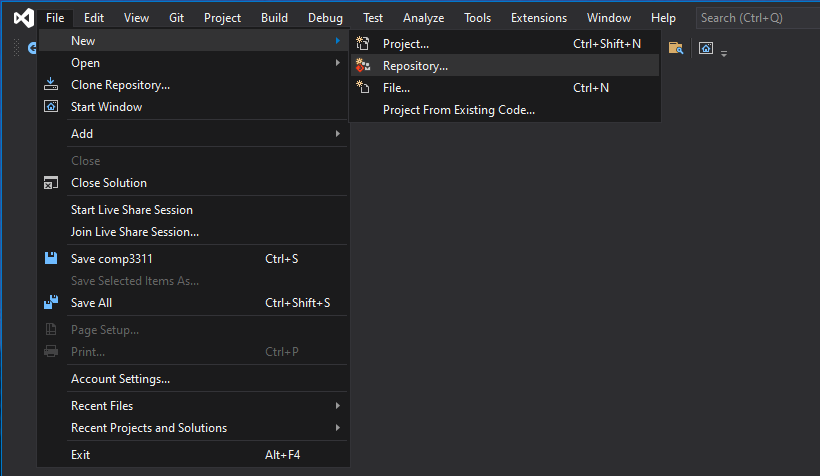 File Edit View Git Project Build Debug Test Analyze Tools Extensions Window Help Search (Ctrl+Q)
New
Project... Ctrl+Shift+N
Repository...
File... Ctrl+N
Project From Existing Code...
Open
Clone Repository...
Start Window
Add
Close
Close Solution
Start Live Share Session
Join Live Share Session...
Save comp3311 Ctrl+S
Save Selected Items As...
Save All Ctrl+Shift+S
Page Setup...
Print... Ctrl+P
Account Settings...
Recent Files
Recent Projects and Solutions
Exit Alt+F4